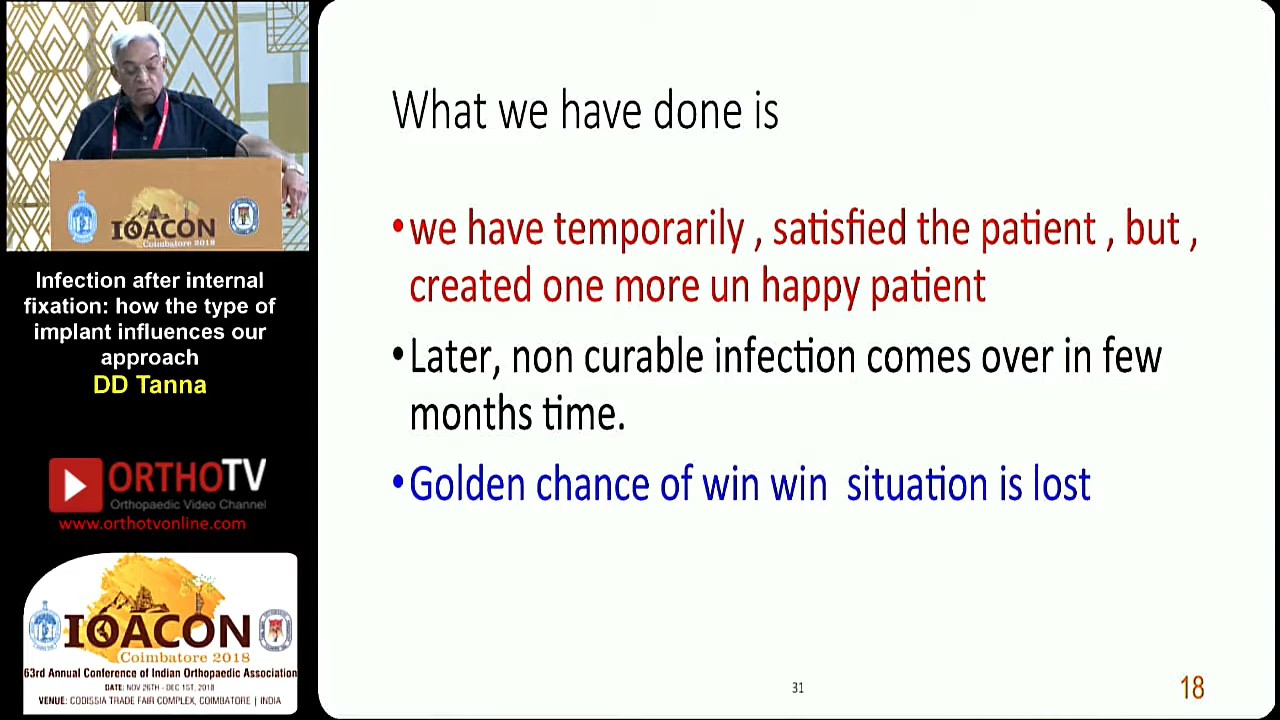 IOACON
Coimbatore 2018
Infection after internal
fixation: how the type of
implant influences our
approach
DD Tanna
ORTHOTV
Orthopaedic Video Channel
www.orthotvonline.com
IOACON
Coimbatore 2018
63rd Annual Conference of Indian Orthopaedic Association
DATE: NOV 26TH - DEC 1ST, 2018
VENUE: CODISSIA TRADE FAIR COMPLEX, COIMBATORE | INDIA
What we have done is
•we have temporarily , satisfied the patient , but ,
created one more un happy patient
•Later, non curable infection comes over in few
months time.
•Golden chance of win win  situation is lost
31
18